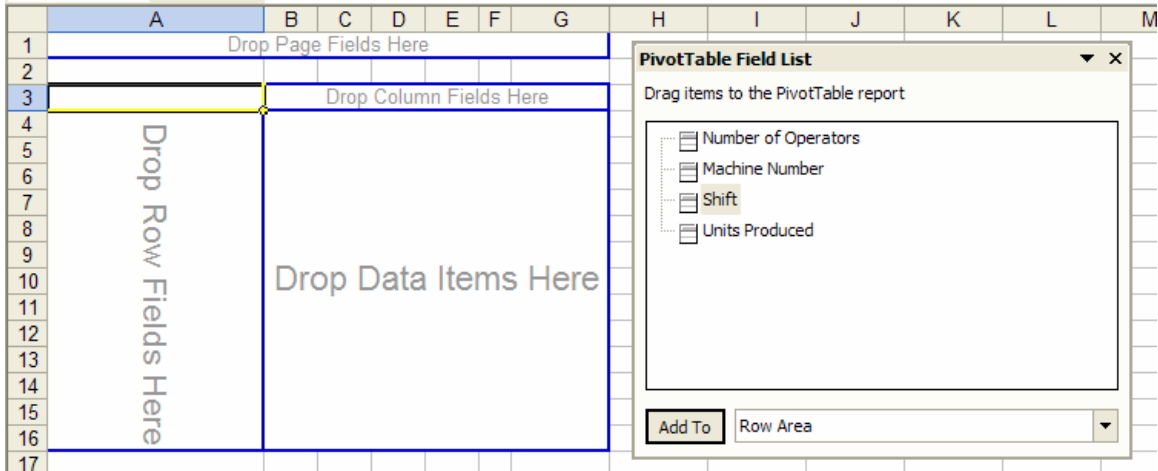 A B C D E F G H I J K L M
1 Drop Page Fields Here
2
3 Drop Column Fields Here
4
5
6
7
8
9
10
11
12
13
14
15
16
17
Drop Row Fields Here
Drop Data Items Here
PivotTable Field List
Drag items to the PivotTable report
Number of Operators
Machine Number
Shift
Units Produced
Add To Row Area